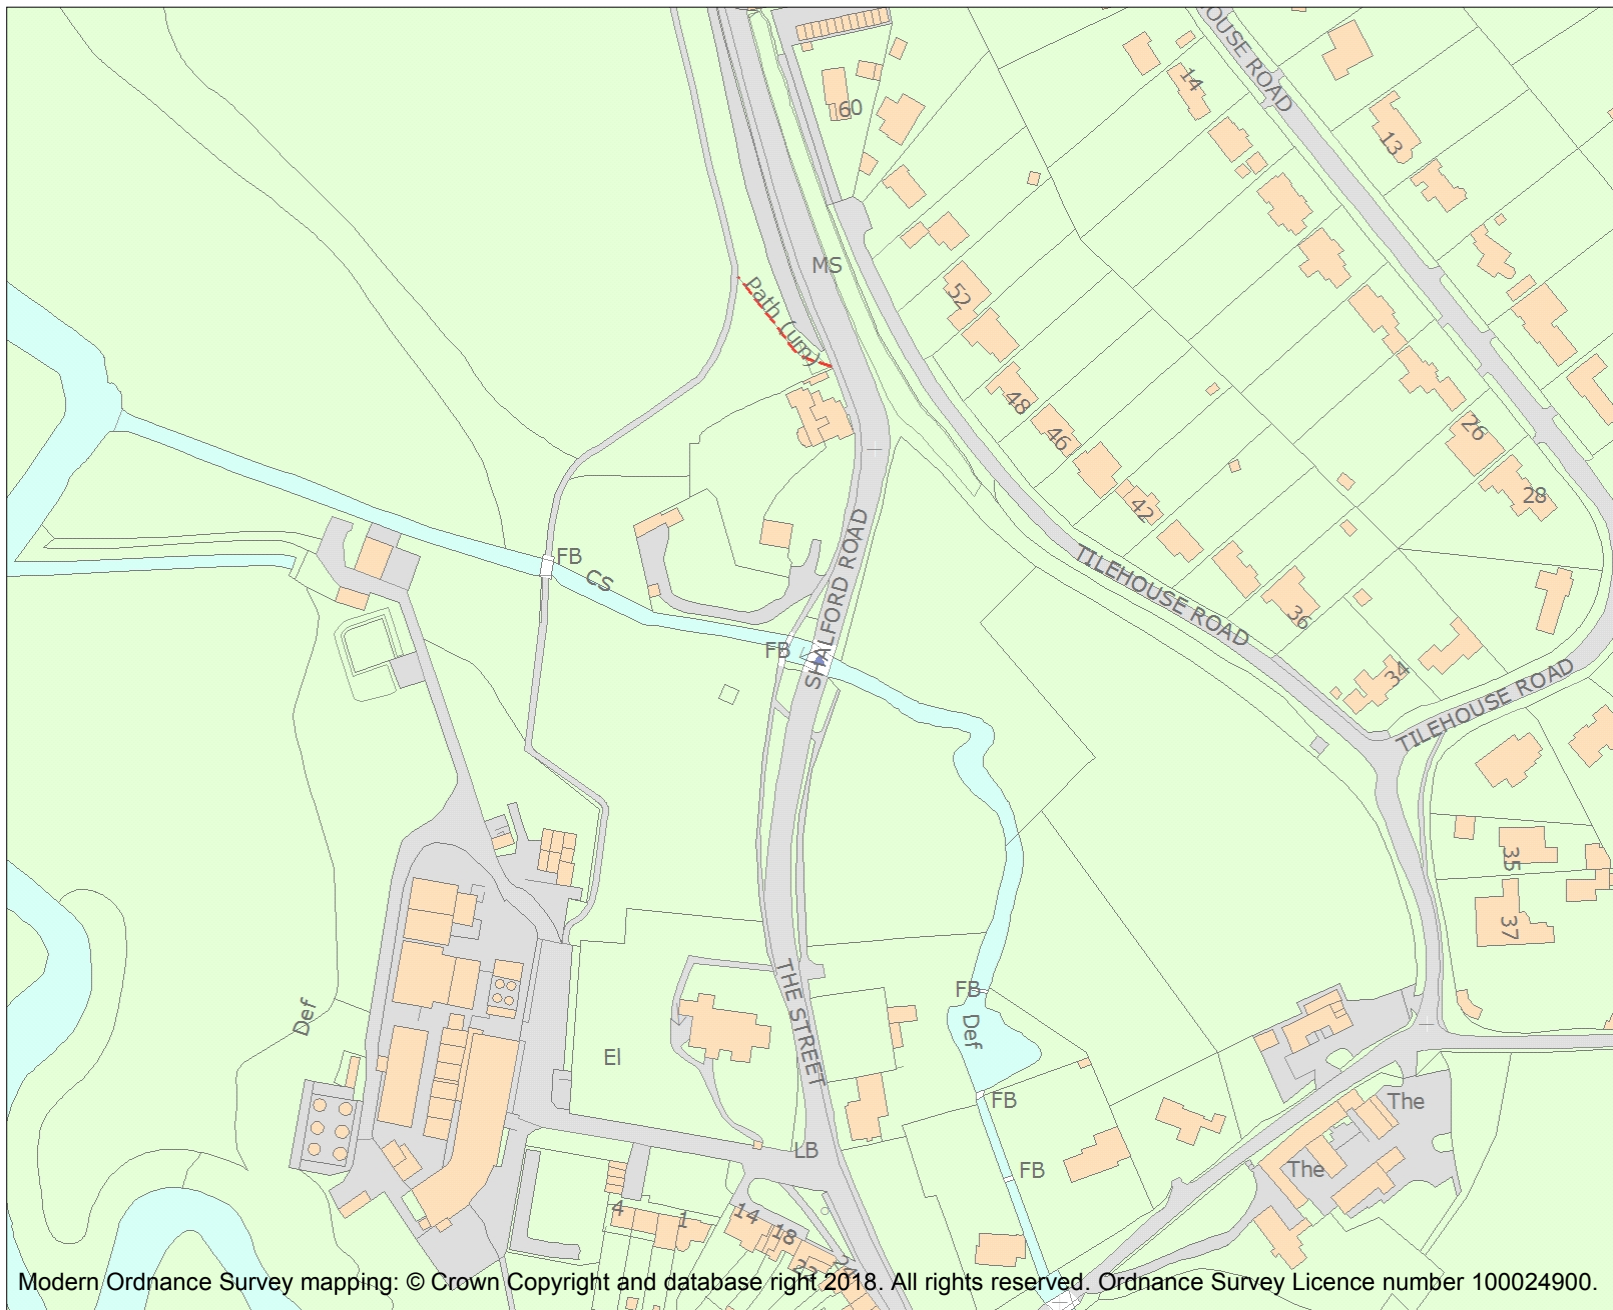 HOUSE ROAD
14
60
13
MS
Path (um)
52
48
46
26
28
42
SHALFORD ROAD
TILEHOUSE ROAD
FB
CS
36
FB
34
TILEHOUSE ROAD
35
37
THE STREET
FB
Def
Def
El
FB
The
LB
FB
The
4
1
14
18
Modern Ordnance Survey mapping: © Crown Copyright and database right 2018. All rights reserved. Ordnance Survey Licence number 100024900.